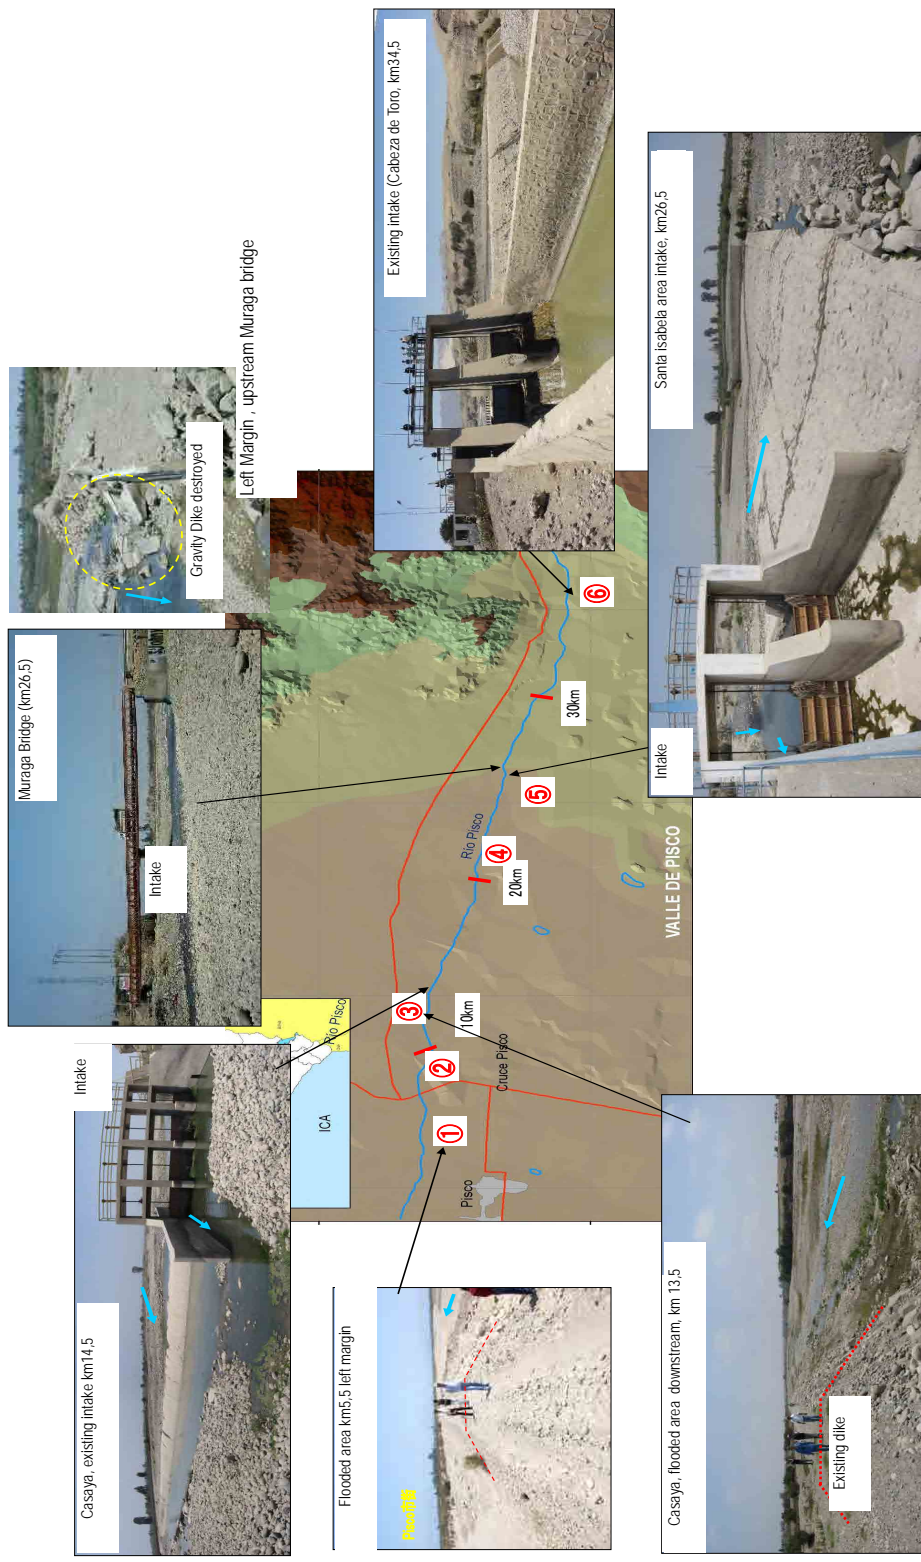 Casaya, existing intake km14,5
Intake
Muraga Bridge (km26,5)
Intake
Gravity Dike destroyed
Left Margin , upstream Muraga bridge
Existing intake (Cabeza de Toro, km34,5
ICA
Río Pisco
Flooded area km5,5 left margin
Pisco
Cruce Pisco
①
②
③
④
⑤
⑥
10km
20km
30km
Río Pisco
VALLE DE PISCO
Casaya, flooded area downstream, km 13,5
Existing dike
Intake
Santa isabela area intake, km26,5